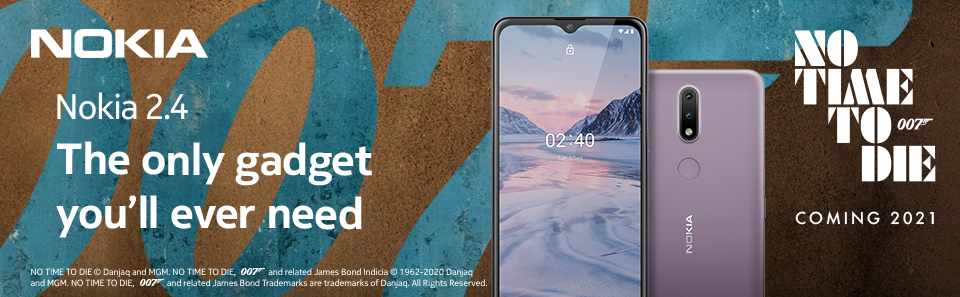 NOKIA
Nokia 2.4
The only gadget
you'll ever need
NO TIME TO DIE © Danjaq and MGM. NO TIME TO DIE, 007 and related James Bond Indicia © 1962-2020 Danjaq
and MGM. NO TIME TO DIE, 007 and related James Bond Trademarks are trademarks of Danjaq. All Rights Reserved.
007
02:40
NOKIA
NO
TIME
TO 007
DIE
COMING 2021